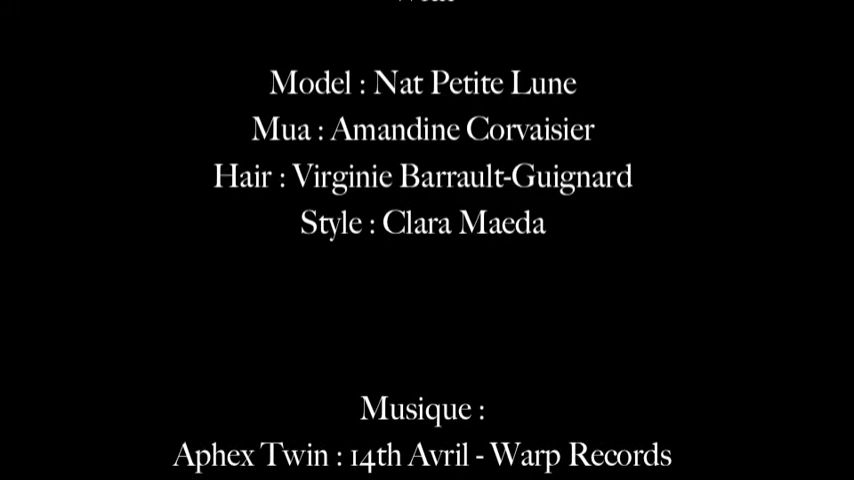 Model : Nat Petite Lune
Mua : Amandine Corvaisier
Hair : Virginie Barrault-Guignard
Style : Clara Maeda
Musique :
Aphex Twin : 14th Avril - Warp Records